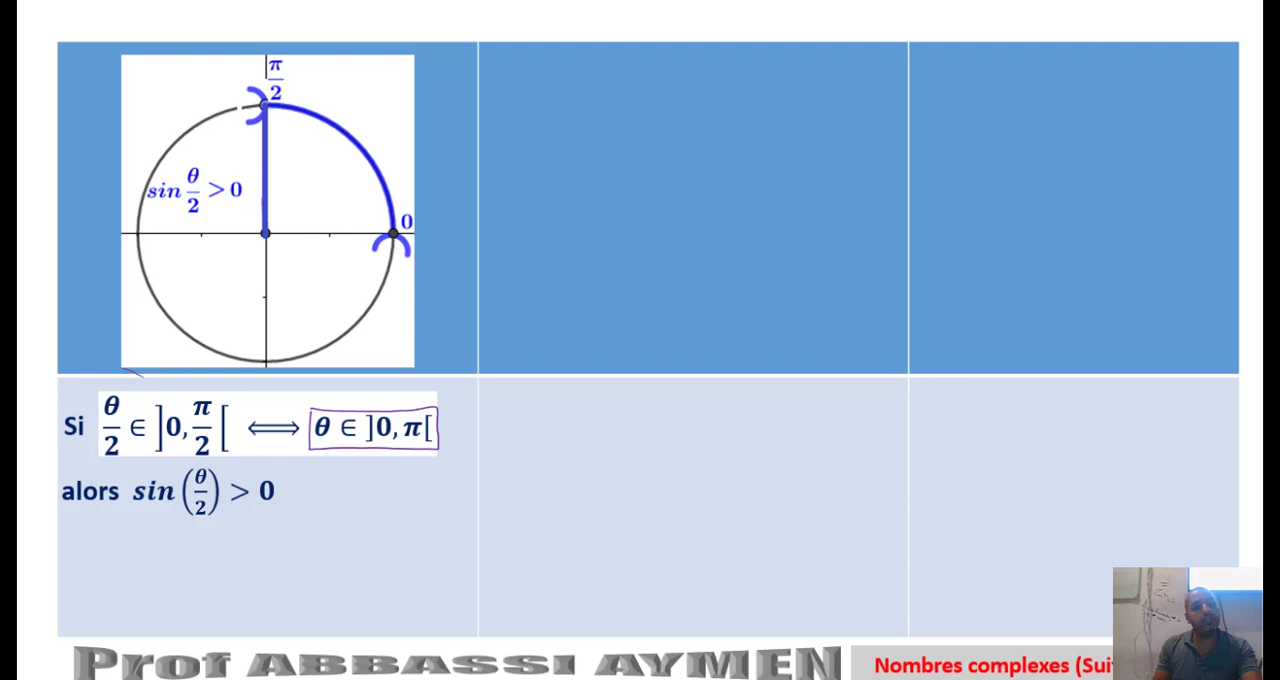 π/2
sin θ/2 > 0
0
Si θ/2 ∈ ]0, π/2[ ⟺ θ ∈ ]0, π[
alors sin(θ/2) > 0
Prof ABBASSI AYMEN
Nombres complexes (Sui